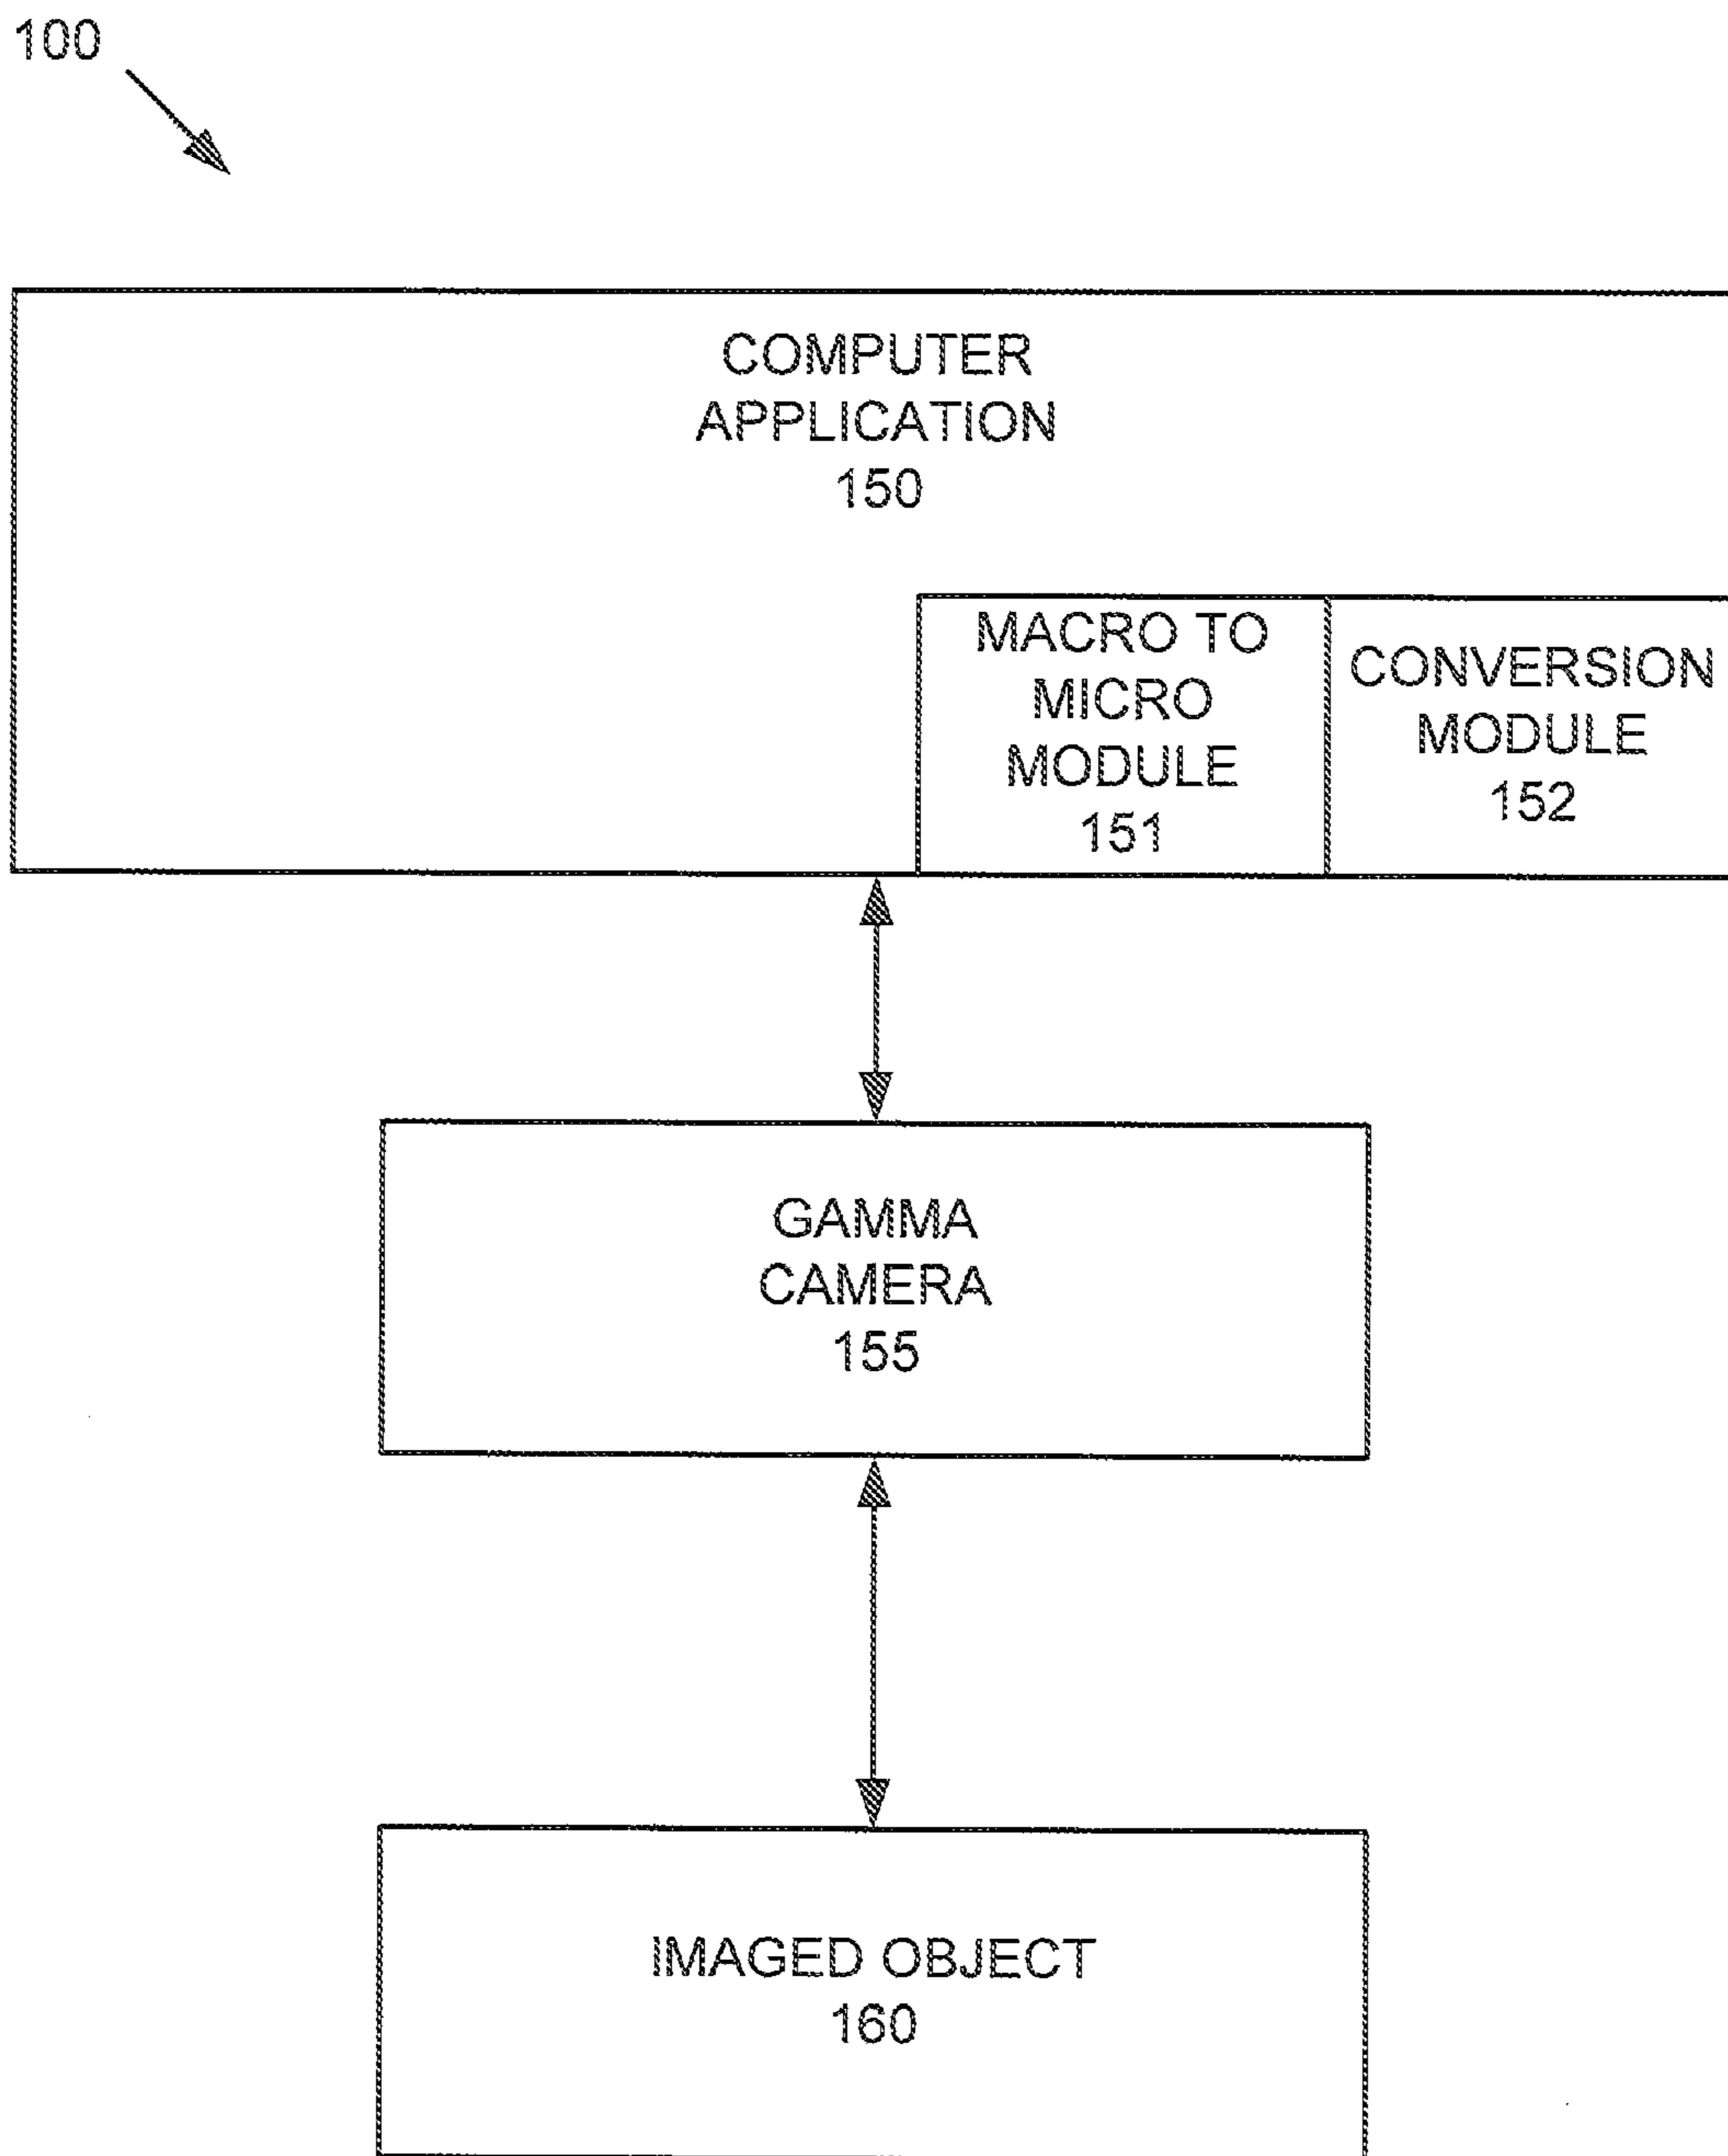 100
COMPUTER
APPLICATION
150
MACRO TO
MICRO
MODULE
151
CONVERSION
MODULE
152
GAMMA
CAMERA
155
IMAGED OBJECT
160